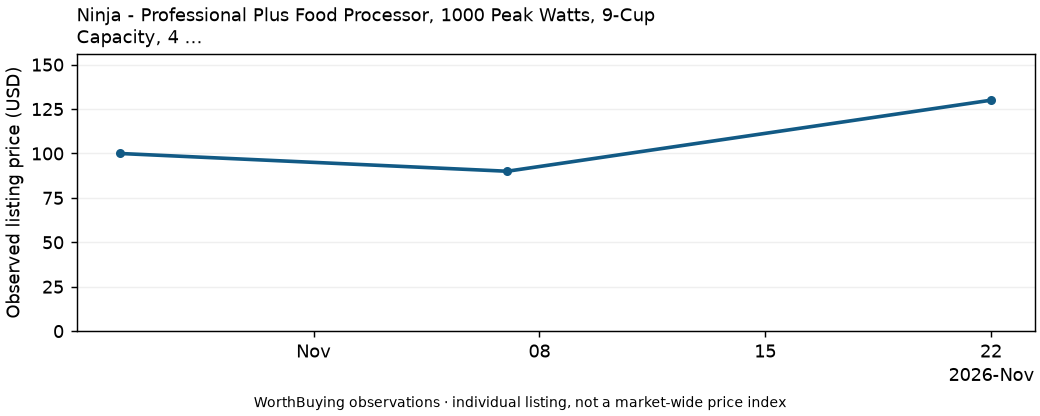 Ninja - Professional Plus Food Processor, 1000 Peak Watts, 9-Cup
Capacity, 4 ...
Observed listing price (USD)
150
125
100
75
50
25
0
Nov
08
15
22
2026-Nov
WorthBuying observations · individual listing, not a market-wide price index